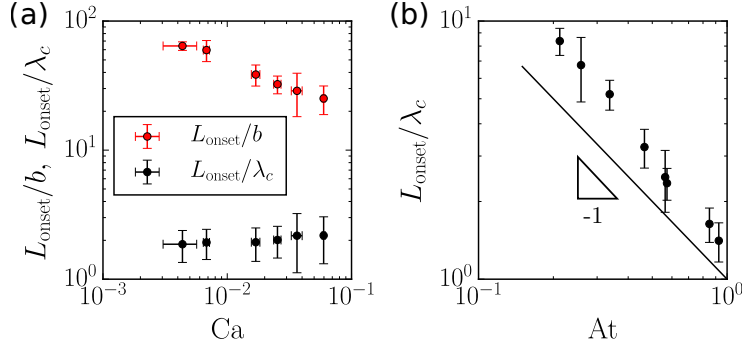 (a)
L_onset/b, L_onset/λ_c
10^2
10^1
10^0
10^-3
10^-2
10^-1
Ca
L_onset/b
L_onset/λ_c
(b)
L_onset/λ_c
10^1
10^0
10^-1
10^0
At
-1